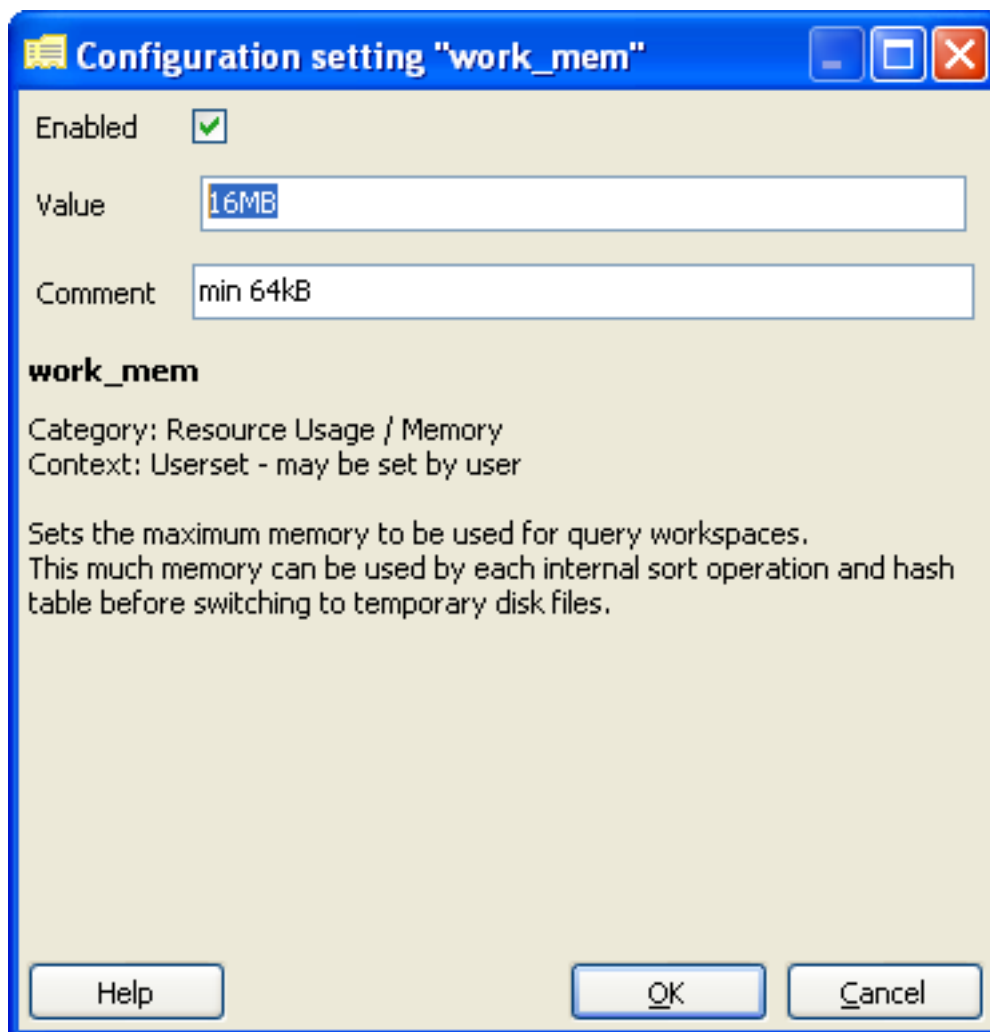 Configuration setting "work_mem"
Enabled
Value 16MB
Comment min 64kB
work_mem
Category: Resource Usage / Memory
Context: Userset - may be set by user
Sets the maximum memory to be used for query workspaces.
This much memory can be used by each internal sort operation and hash
table before switching to temporary disk files.
Help OK Cancel